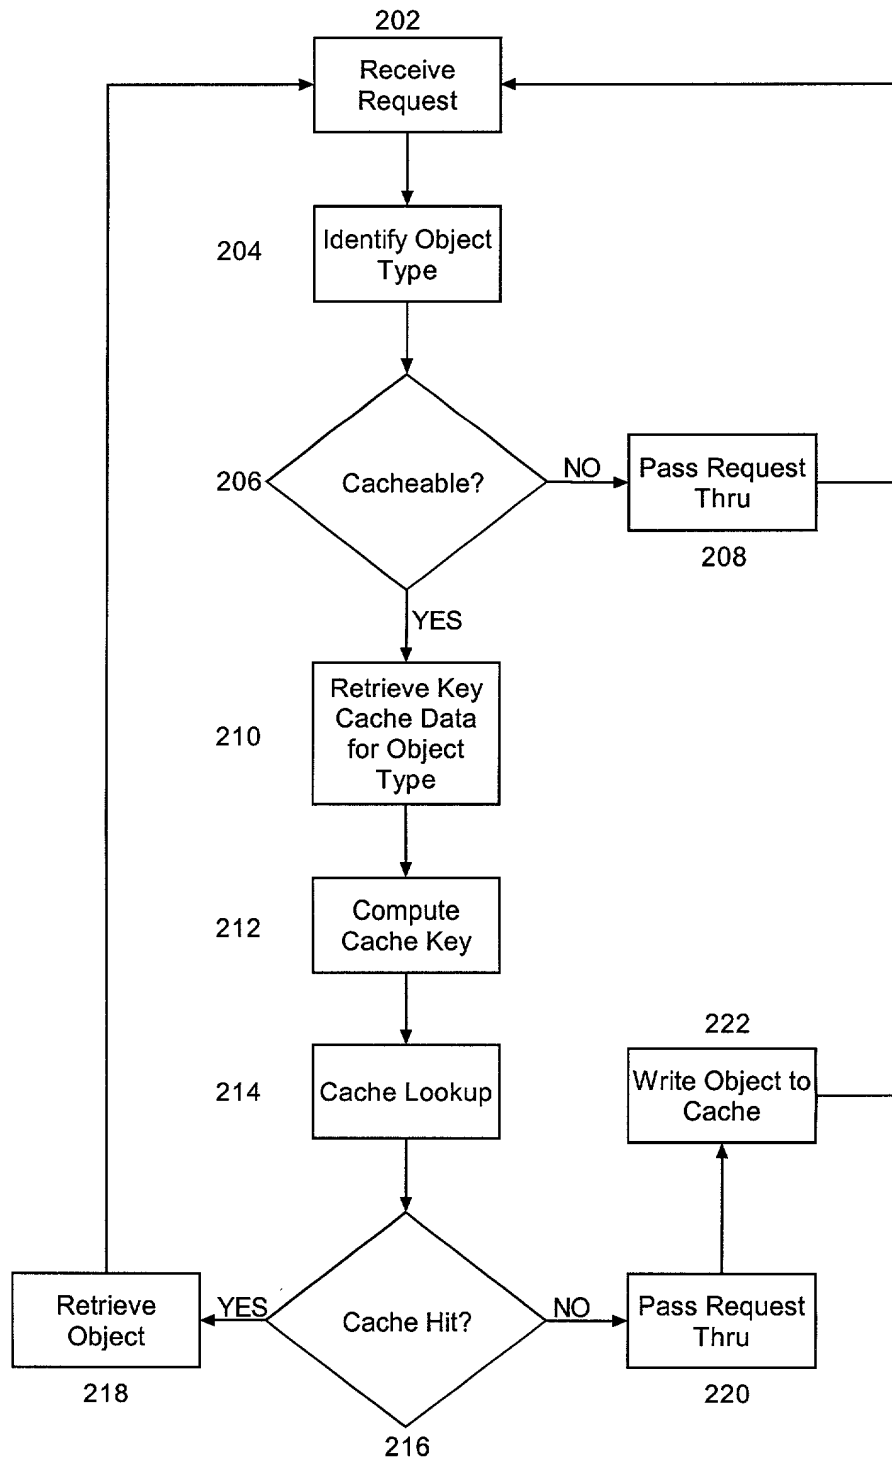 202
Receive
Request
204
Identify Object
Type
206
Cacheable?
NO
Pass Request
Thru
208
YES
Retrieve Key
Cache Data
for Object
Type
210
Compute
Cache Key
212
222
Cache Lookup
214
Write Object to
Cache
Retrieve
Object
218
YES
Cache Hit?
216
NO
Pass Request
Thru
220